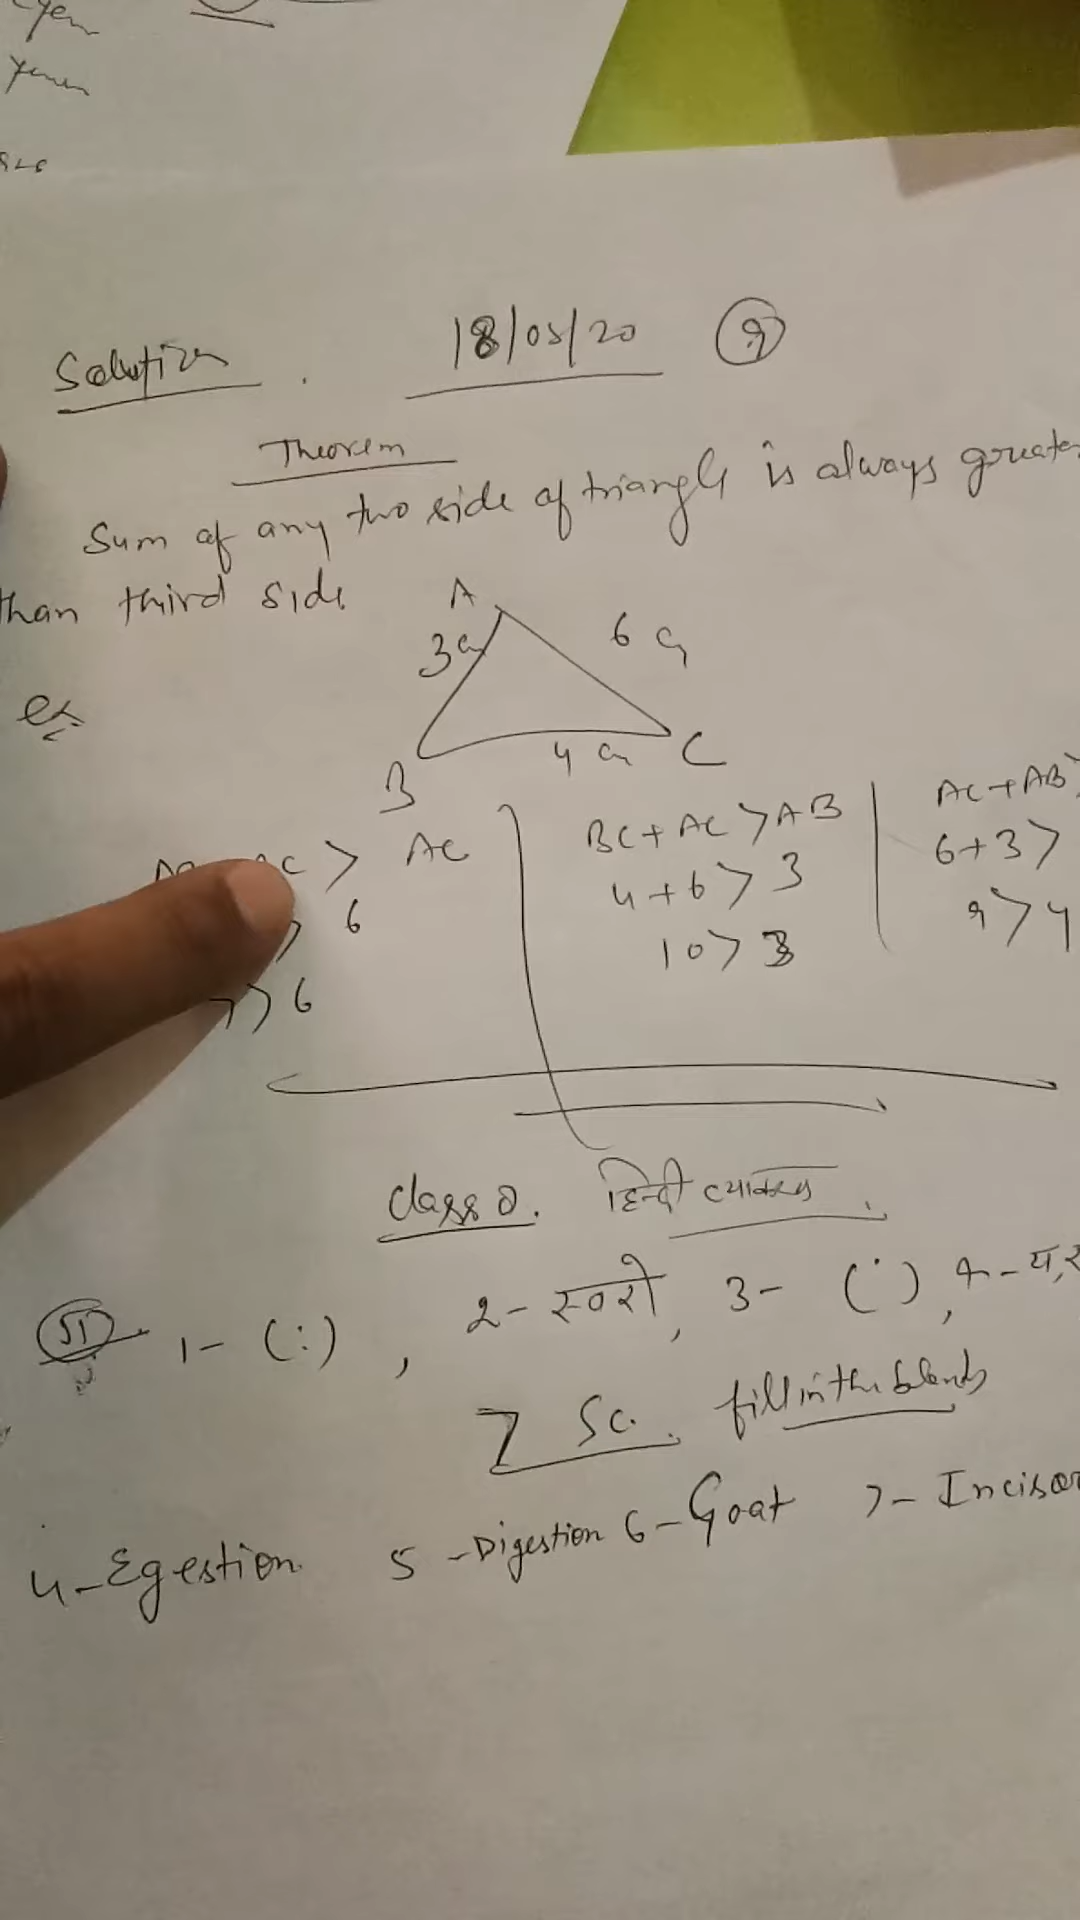 Yemen
Solution. 18/05/20 9
Theorem
Sum of any two side of triangle is always greater
than third side
A
3cm 6cm
ex:
B 4cm C
> AC
> 6
7 > 6
BC + AC > AB
4 + 6 > 3
10 > 3
AC + AB >
6 + 3 >
9 > 4
Class 8. हिन्दी व्याकरण.
1- (:) , 2- स्वरों, 3- (˙), 4- य,
7 Sc. fill in the blanks
4-Egestion 5-Digestion 6-Goat 7-Incisor